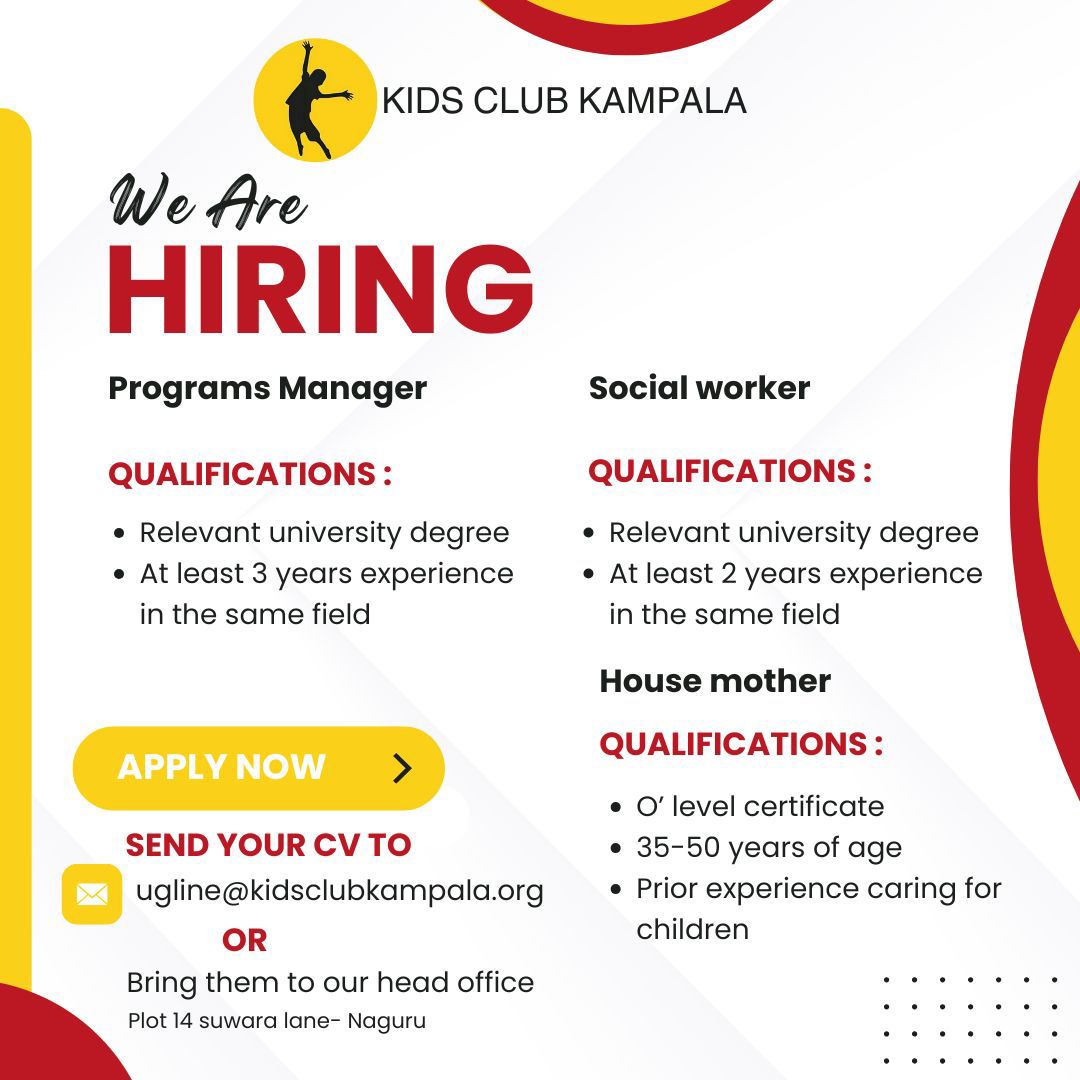 KIDS CLUB KAMPALA
We Are
HIRING
Programs Manager
QUALIFICATIONS :
• Relevant university degree
• At least 3 years experience
in the same field
Social worker
QUALIFICATIONS :
• Relevant university degree
• At least 2 years experience
in the same field
House mother
QUALIFICATIONS :
• O’ level certificate
• 35-50 years of age
• Prior experience caring for
children
APPLY NOW
SEND YOUR CV TO
ugline@kidsclubkampala.org
OR
Bring them to our head office
Plot 14 suwara lane- Naguru